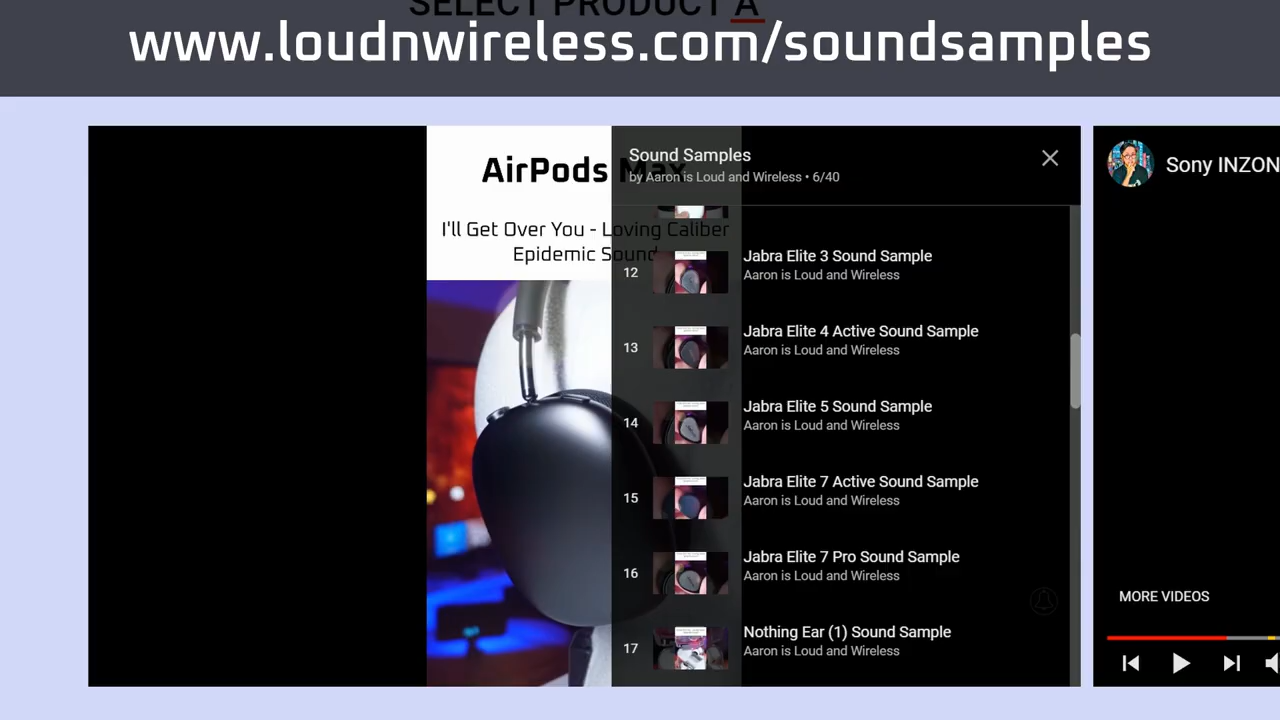 SELECT PRODUCT A
www.loudnwireless.com/soundsamples
AirPods Max
I'll Get Over You - Loving Caliber
Epidemic Sound
Sound Samples
by Aaron is Loud and Wireless • 6/40
12
Jabra Elite 3 Sound Sample
Aaron is Loud and Wireless
13
Jabra Elite 4 Active Sound Sample
Aaron is Loud and Wireless
14
Jabra Elite 5 Sound Sample
Aaron is Loud and Wireless
15
Jabra Elite 7 Active Sound Sample
Aaron is Loud and Wireless
16
Jabra Elite 7 Pro Sound Sample
Aaron is Loud and Wireless
17
Nothing Ear (1) Sound Sample
Aaron is Loud and Wireless
Sony INZON
MORE VIDEOS